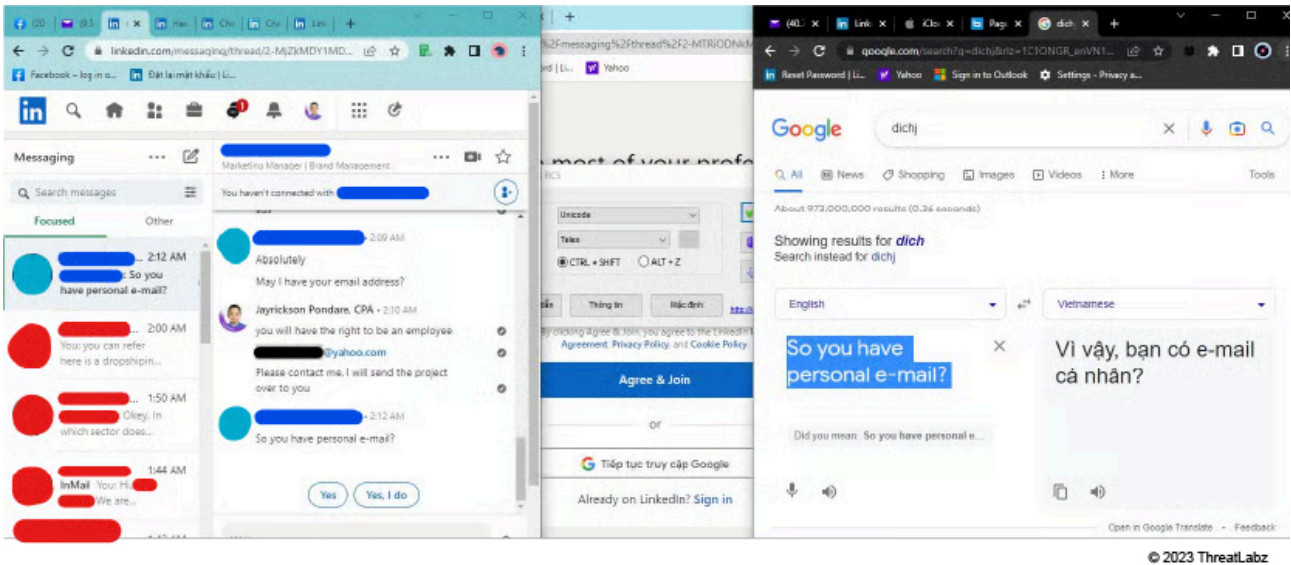 linkedin.com/messaging/thread/2-MjZkMDY1MD...
Facebook – log in o...
Đặt lại mật khẩu | Li...
Messaging
Search messages
Focused
Other
2:12 AM
: So you
have personal e-mail?
2:00 AM
You: you can refer
here is a dropshipin...
1:50 AM
Okey. In
which sector does...
1:44 AM
InMail You: Hi
We are...
Marketing Manager | Brand Management
You haven't connected with
2:09 AM
Absolutely
May I have your email address?
Jayrickson Pondare, CPA • 2:10 AM
you will have the right to be an employee
@yahoo.com
Please contact me, I will send the project
over to you
2:12 AM
So you have personal e-mail?
Yes
Yes, I do
Yahoo
most of your profe
Unicode
Telex
CTRL + SHIFT
ALT + Z
Thông tin
Mặc định
By clicking Agree & Join, you agree to the LinkedIn
Agreement, Privacy Policy, and Cookie Policy
Agree & Join
or
Tiếp tục truy cập Google
Already on LinkedIn? Sign in
google.com/search?q=dichj&rlz=1C1ONGR_enVN1...
Reset Password | Li...
Yahoo
Sign in to Outlook
Settings - Privacy a...
Google
dichj
All
News
Shopping
Images
Videos
More
Tools
About 973,000,000 results (0.36 seconds)
Showing results for dich
Search instead for dichj
English
Vietnamese
So you have
personal e-mail?
Vì vậy, bạn có e-mail
cá nhân?
Did you mean So you have personal e...
Open in Google Translate • Feedback
© 2023 ThreatLabz